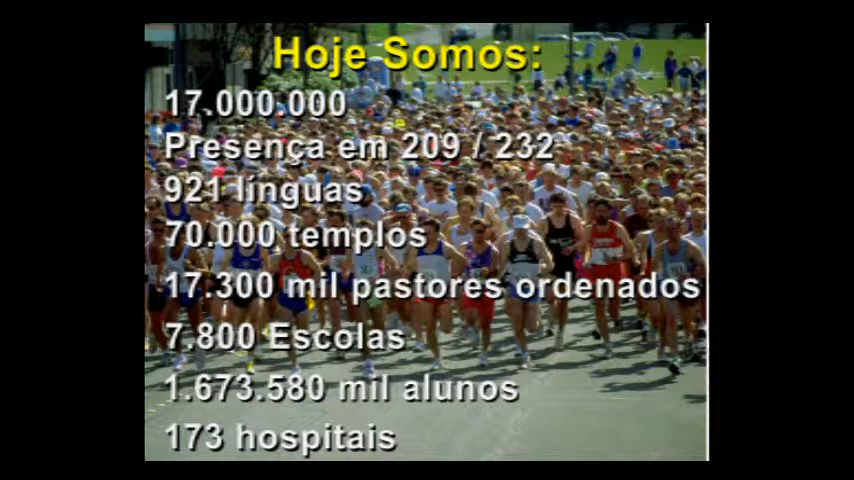 Hoje Somos:
17.000.000
Presença em 209 / 232
921 línguas
70.000 templos
17.300 mil pastores ordenados
7.800 Escolas
1.673.580 mil alunos
173 hospitais